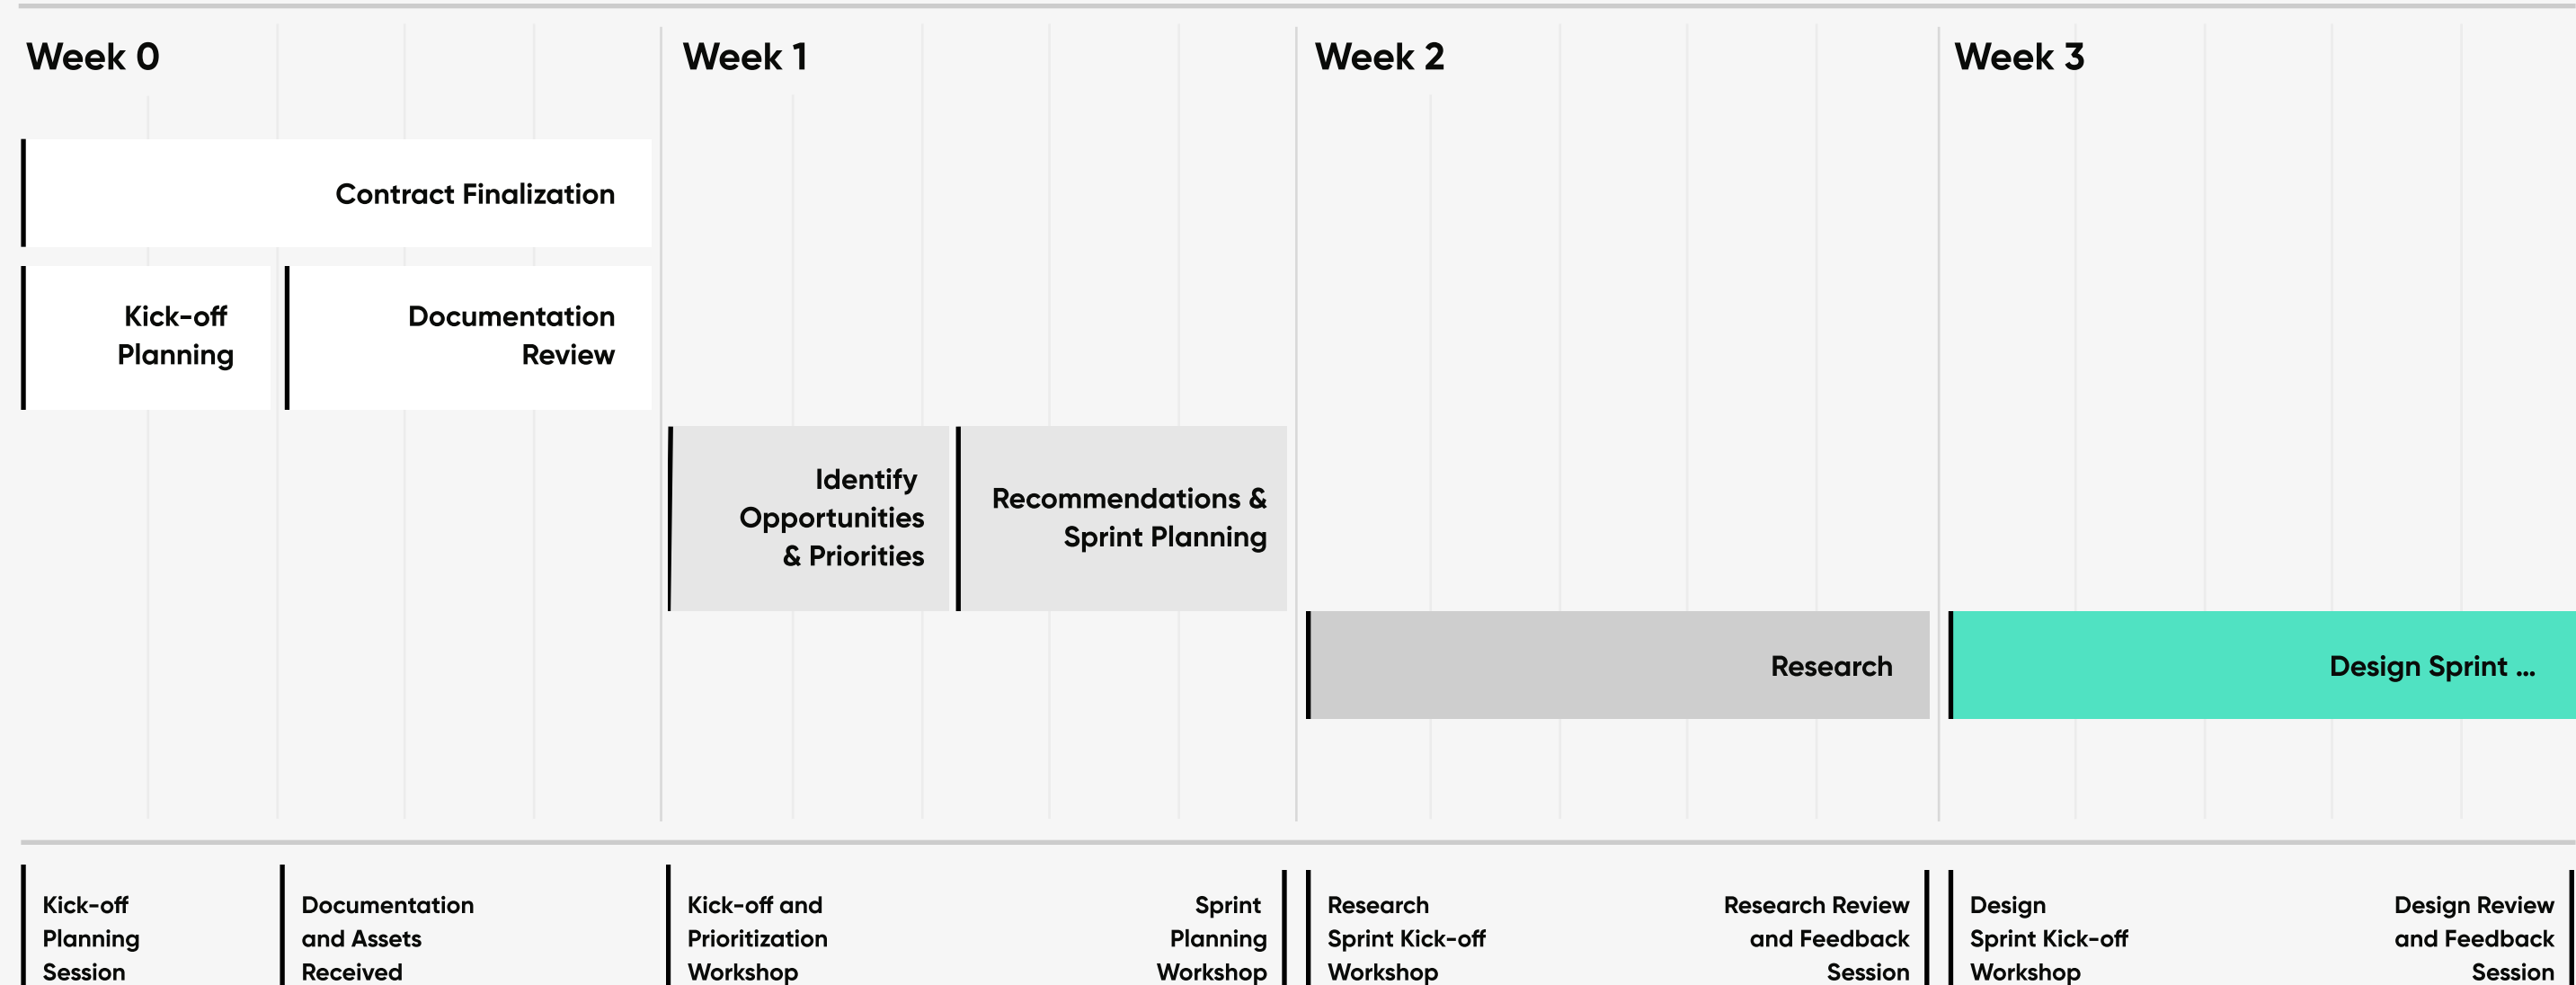 Week 0
Week 1
Week 2
Week 3
Contract Finalization
Kick-off
Planning
Documentation
Review
Identify
Opportunities
& Priorities
Recommendations &
Sprint Planning
Research
Design Sprint ...
Kick-off
Planning
Session
Documentation
and Assets
Received
Kick-off and
Prioritization
Workshop
Sprint
Planning
Workshop
Research
Sprint Kick-off
Workshop
Research Review
and Feedback
Session
Design
Sprint Kick-off
Workshop
Design Review
and Feedback
Session